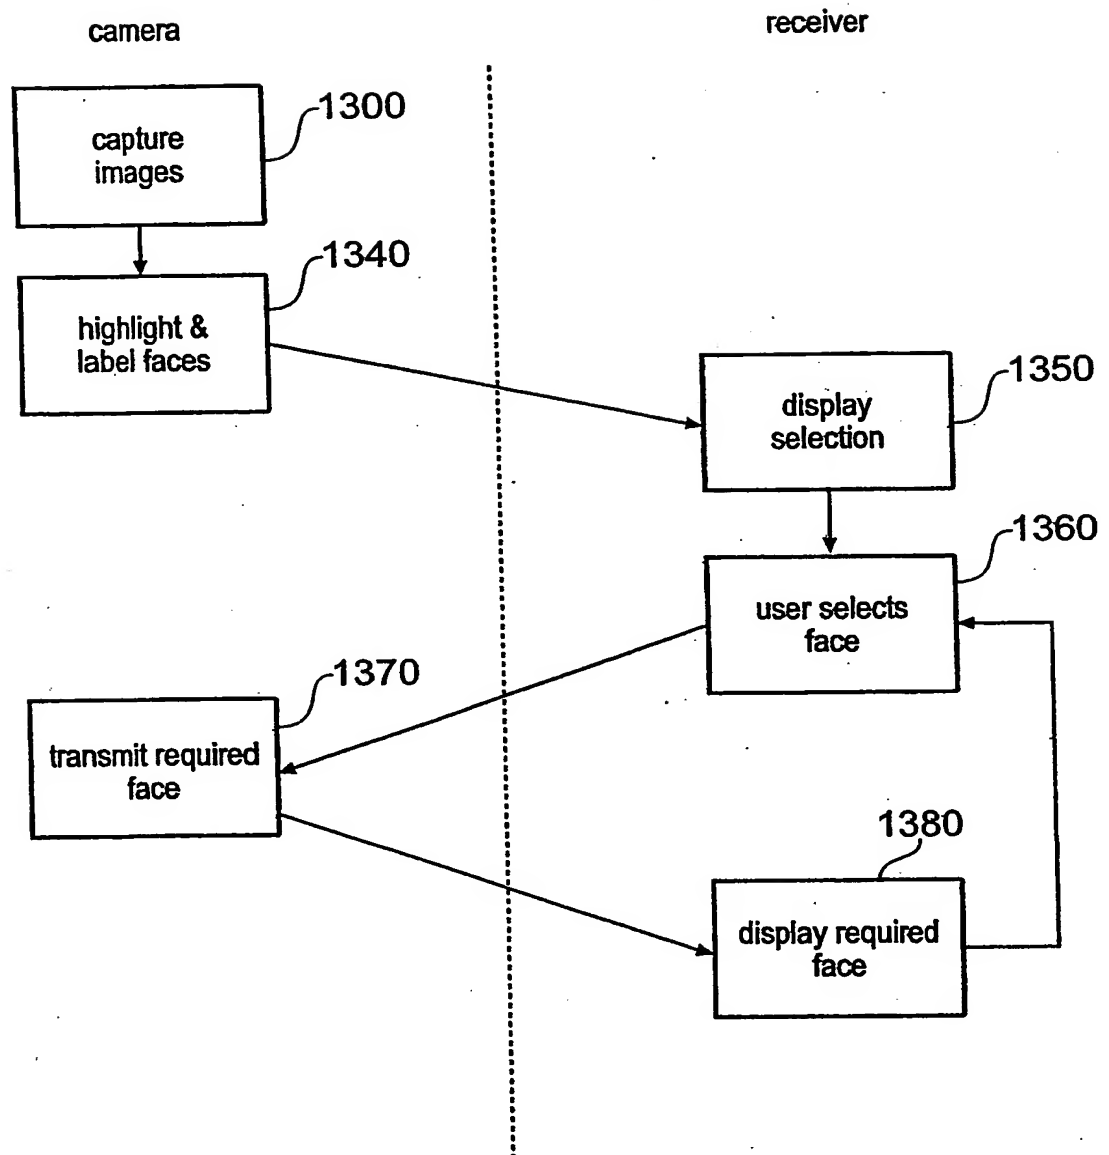 camera
receiver
capture
images
1300
highlight &
label faces
1340
display
selection
1350
user selects
face
1360
transmit required
face
1370
display required
face
1380